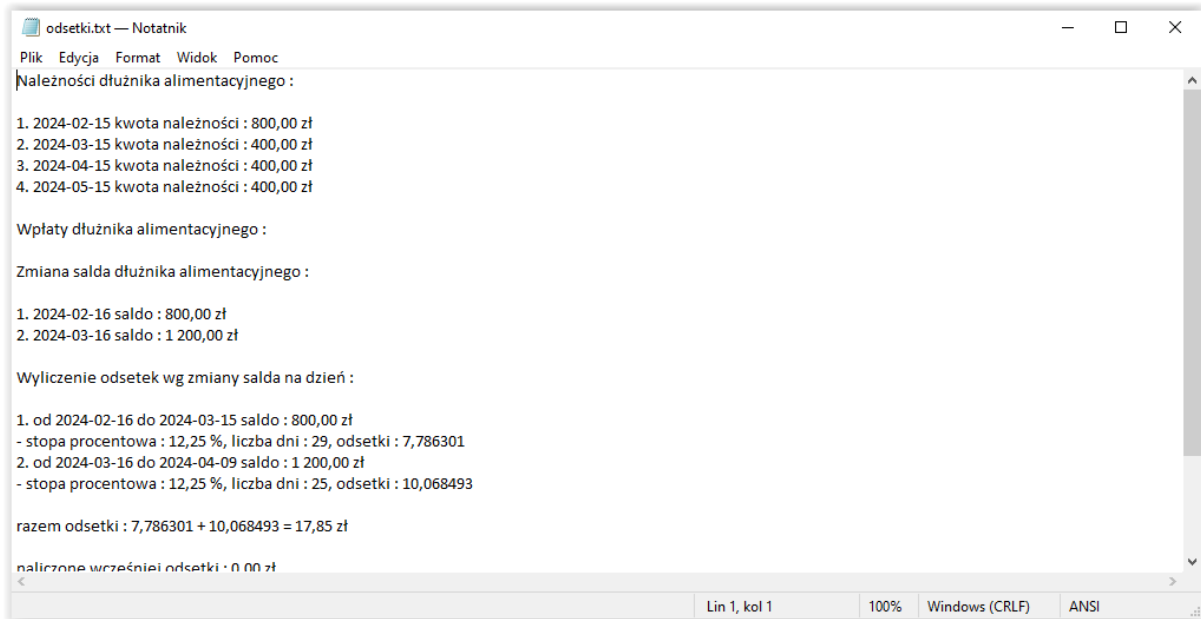 odsetki.txt — Notatnik
Plik Edycja Format Widok Pomoc
Należności dłużnika alimentacyjnego :
1. 2024-02-15 kwota należności : 800,00 zł
2. 2024-03-15 kwota należności : 400,00 zł
3. 2024-04-15 kwota należności : 400,00 zł
4. 2024-05-15 kwota należności : 400,00 zł
Wpłaty dłużnika alimentacyjnego :
Zmiana salda dłużnika alimentacyjnego :
1. 2024-02-16 saldo : 800,00 zł
2. 2024-03-16 saldo : 1 200,00 zł
Wyliczenie odsetek wg zmiany salda na dzień :
1. od 2024-02-16 do 2024-03-15 saldo : 800,00 zł
- stopa procentowa : 12,25 %, liczba dni : 29, odsetki : 7,786301
2. od 2024-03-16 do 2024-04-09 saldo : 1 200,00 zł
- stopa procentowa : 12,25 %, liczba dni : 25, odsetki : 10,068493
razem odsetki : 7,786301 + 10,068493 = 17,85 zł
naliczone wcześniej odsetki : 0,00 zł
Lin 1, kol 1 100% Windows (CRLF) ANSI